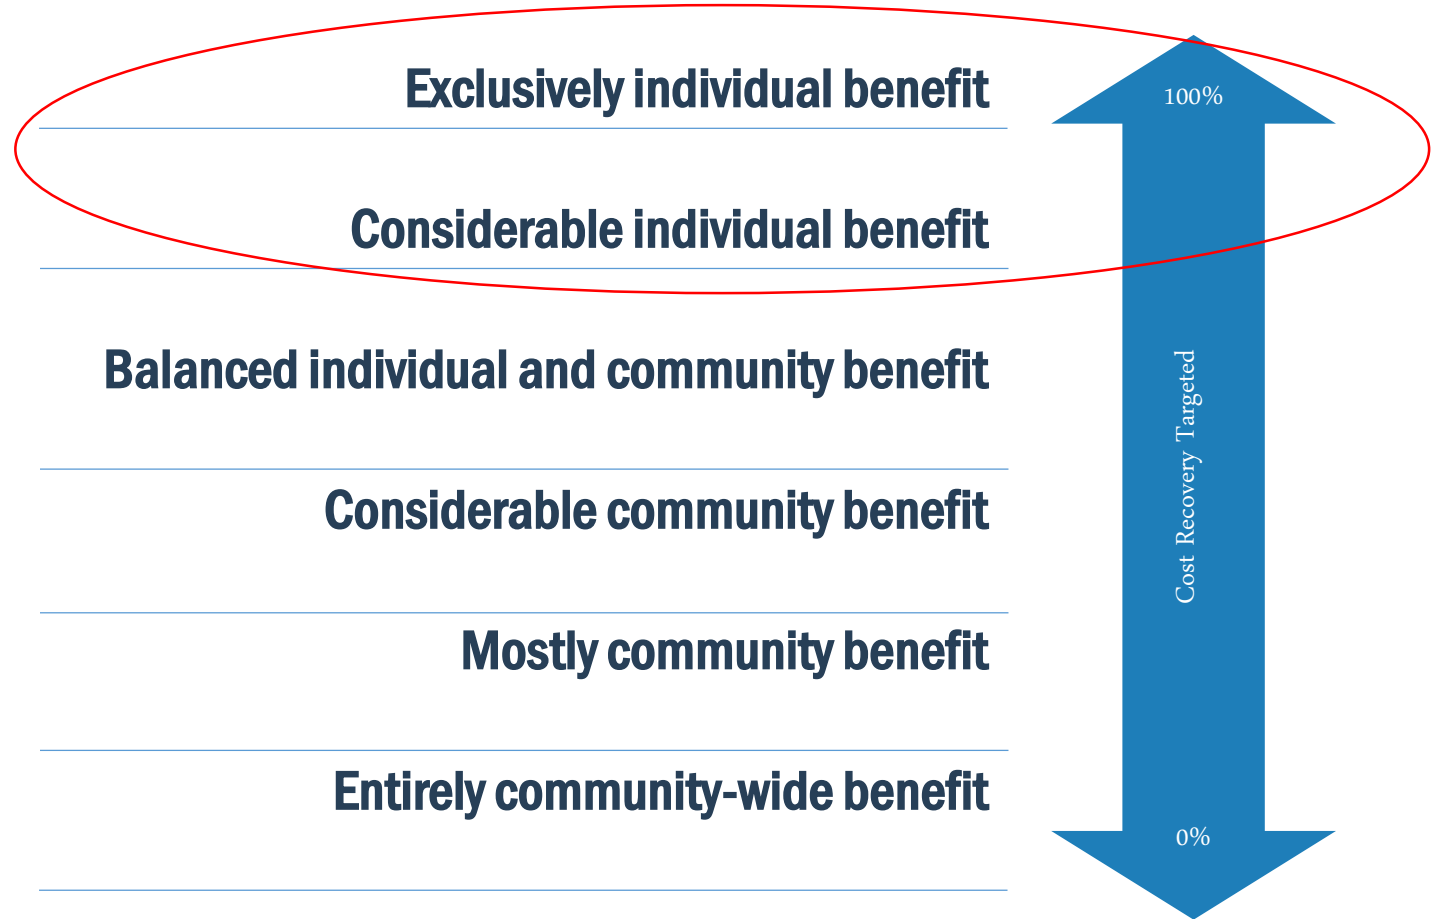 Exclusively individual benefit
100%
Considerable individual benefit
Balanced individual and community benefit
Cost Recovery Targeted
Considerable community benefit
Mostly community benefit
Entirely community-wide benefit
0%